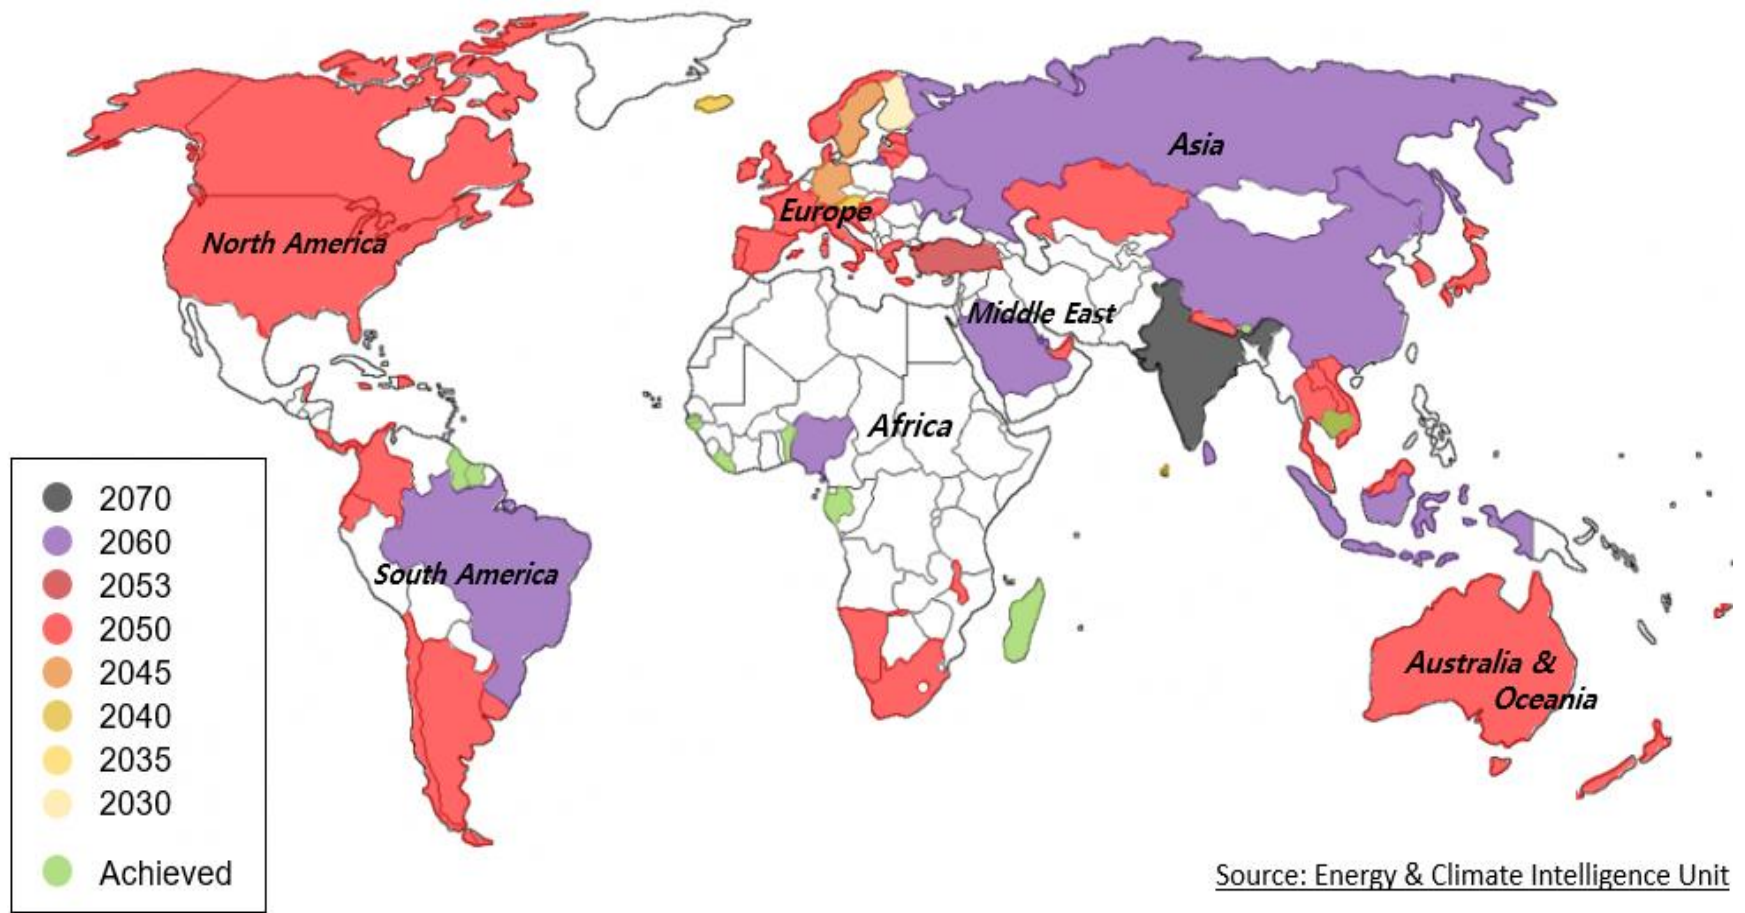 Asia
Europe
North America
Middle East
Africa
South America
Australia &
Oceania
2070
2060
2053
2050
2045
2040
2035
2030
Achieved
Source: Energy & Climate Intelligence Unit